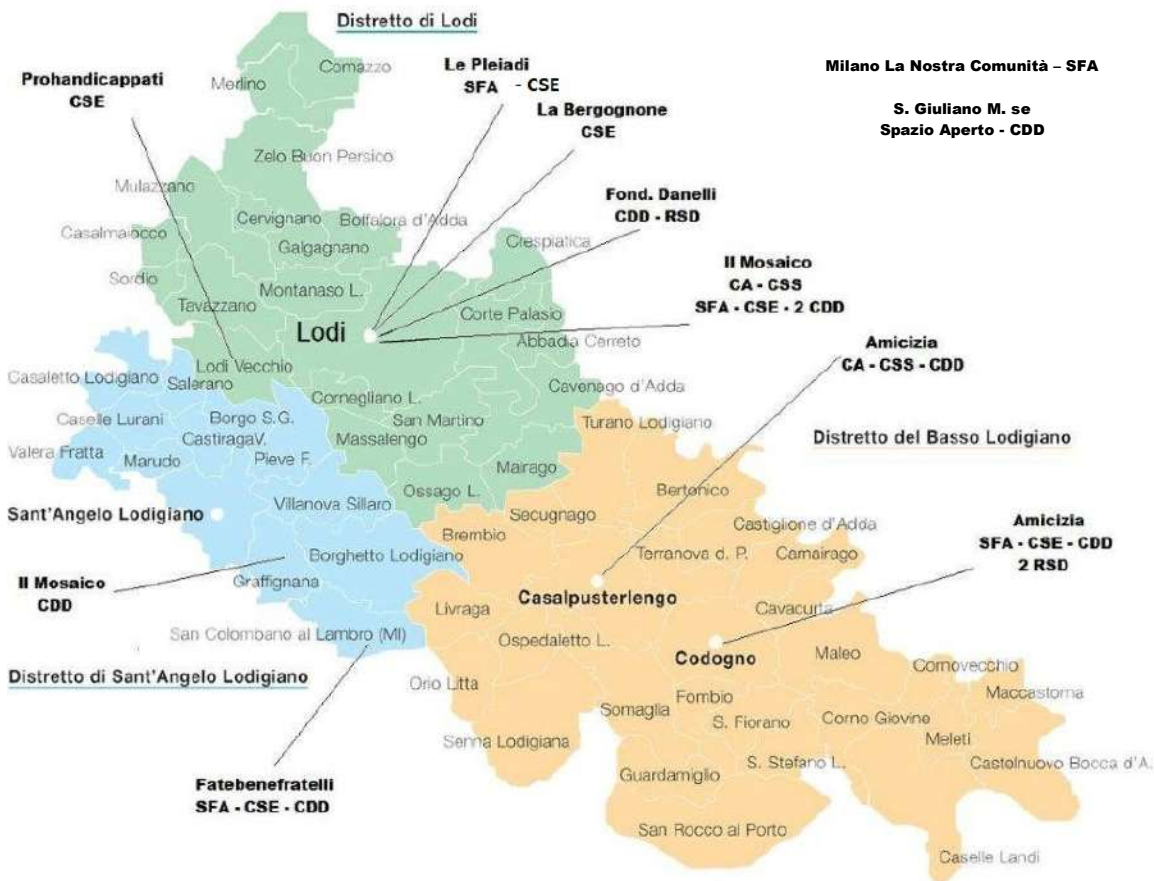 Distretto di Lodi
Prohandicappati
CSE
Le Pleiadi
SFA - CSE
La Bergognone
CSE
Milano La Nostra Comunità – SFA
S. Giuliano M. se
Spazio Aperto - CDD
Fond. Danelli
CDD - RSD
Il Mosaico
CA - CSS
SFA - CSE - 2 CDD
Amicizia
CA - CSS - CDD
Comazzo
Merlino
Zelo Buon Persico
Mulazzano
Cervignano
Boffalora d'Adda
Casalmaiocco
Galgagnano
Crespiatica
Sordio
Montanaso L.
Tavazzano
Corte Palasio
Lodi
Abbadia Cerreto
Lodi Vecchio
Casaletto Lodigiano
Salerano
Cavenago d'Adda
Cornegliano L.
Caselle Lurani
Borgo S.G.
San Martino
Turano Lodigiano
CastiragaV.
Massalengo
Distretto del Basso Lodigiano
Valera Fratta
Marudo
Pieve F.
Mairago
Ossago L.
Bertonico
Villanova Sillaro
Sant'Angelo Lodigiano
Secugnago
Castiglione d'Adda
Brembio
Amicizia
SFA - CSE - CDD
2 RSD
Borghetto Lodigiano
Terranova d. P.
Camairago
Il Mosaico
CDD
Graffignana
Casalpusterlengo
Livraga
Cavacurta
San Colombano al Lambro (MI)
Ospedaletto L.
Codogno
Maleo
Cornovecchio
Distretto di Sant'Angelo Lodigiano
Orio Litta
Fombio
Maccastorna
Somaglia
S. Fiorano
Corno Giovine
Senna Lodigiana
Meleti
S. Stefano L.
Castelnuovo Bocca d'A.
Guardamiglio
Fatebenefratelli
SFA - CSE - CDD
San Rocco al Porto
Caselle Landi